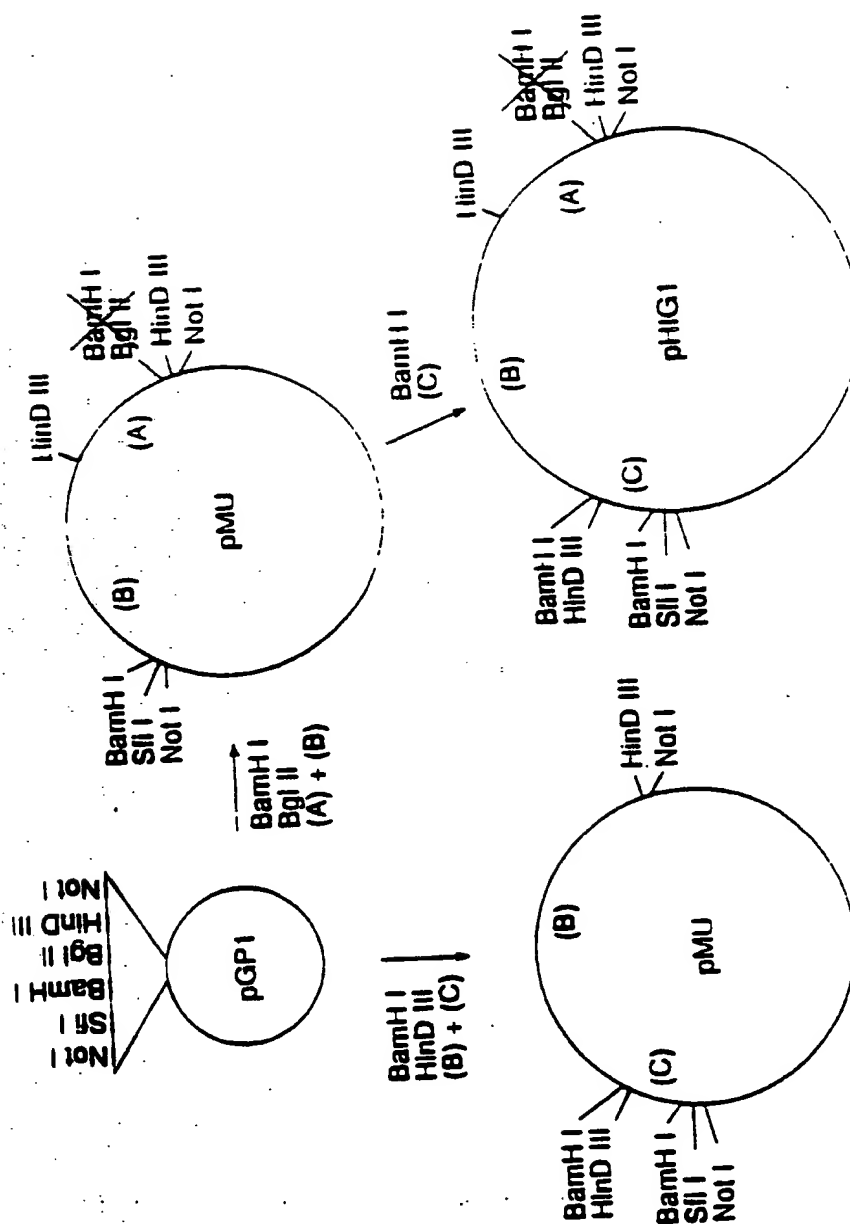 Not I
Sfi I
BamH I
Bgl II
HinD III
Not I
pGP1
BamH I
Bgl II
(A) + (B)
BamH I
Sfi I
Not I
(B)
pMU
(A)
HinD III
BamH I
Bgl II
HinD III
Not I
BamH I
HinD III
(B) + (C)
BamH I
HinD III
(C)
BamH I
Sfi I
Not I
(B)
pMU
HinD III
Not I
BamH I
(C)
BamH I
HinD III
(C)
BamH I
Sfi I
Not I
(B)
pHIG1
(A)
HinD III
BamH I
Bgl II
HinD III
Not I